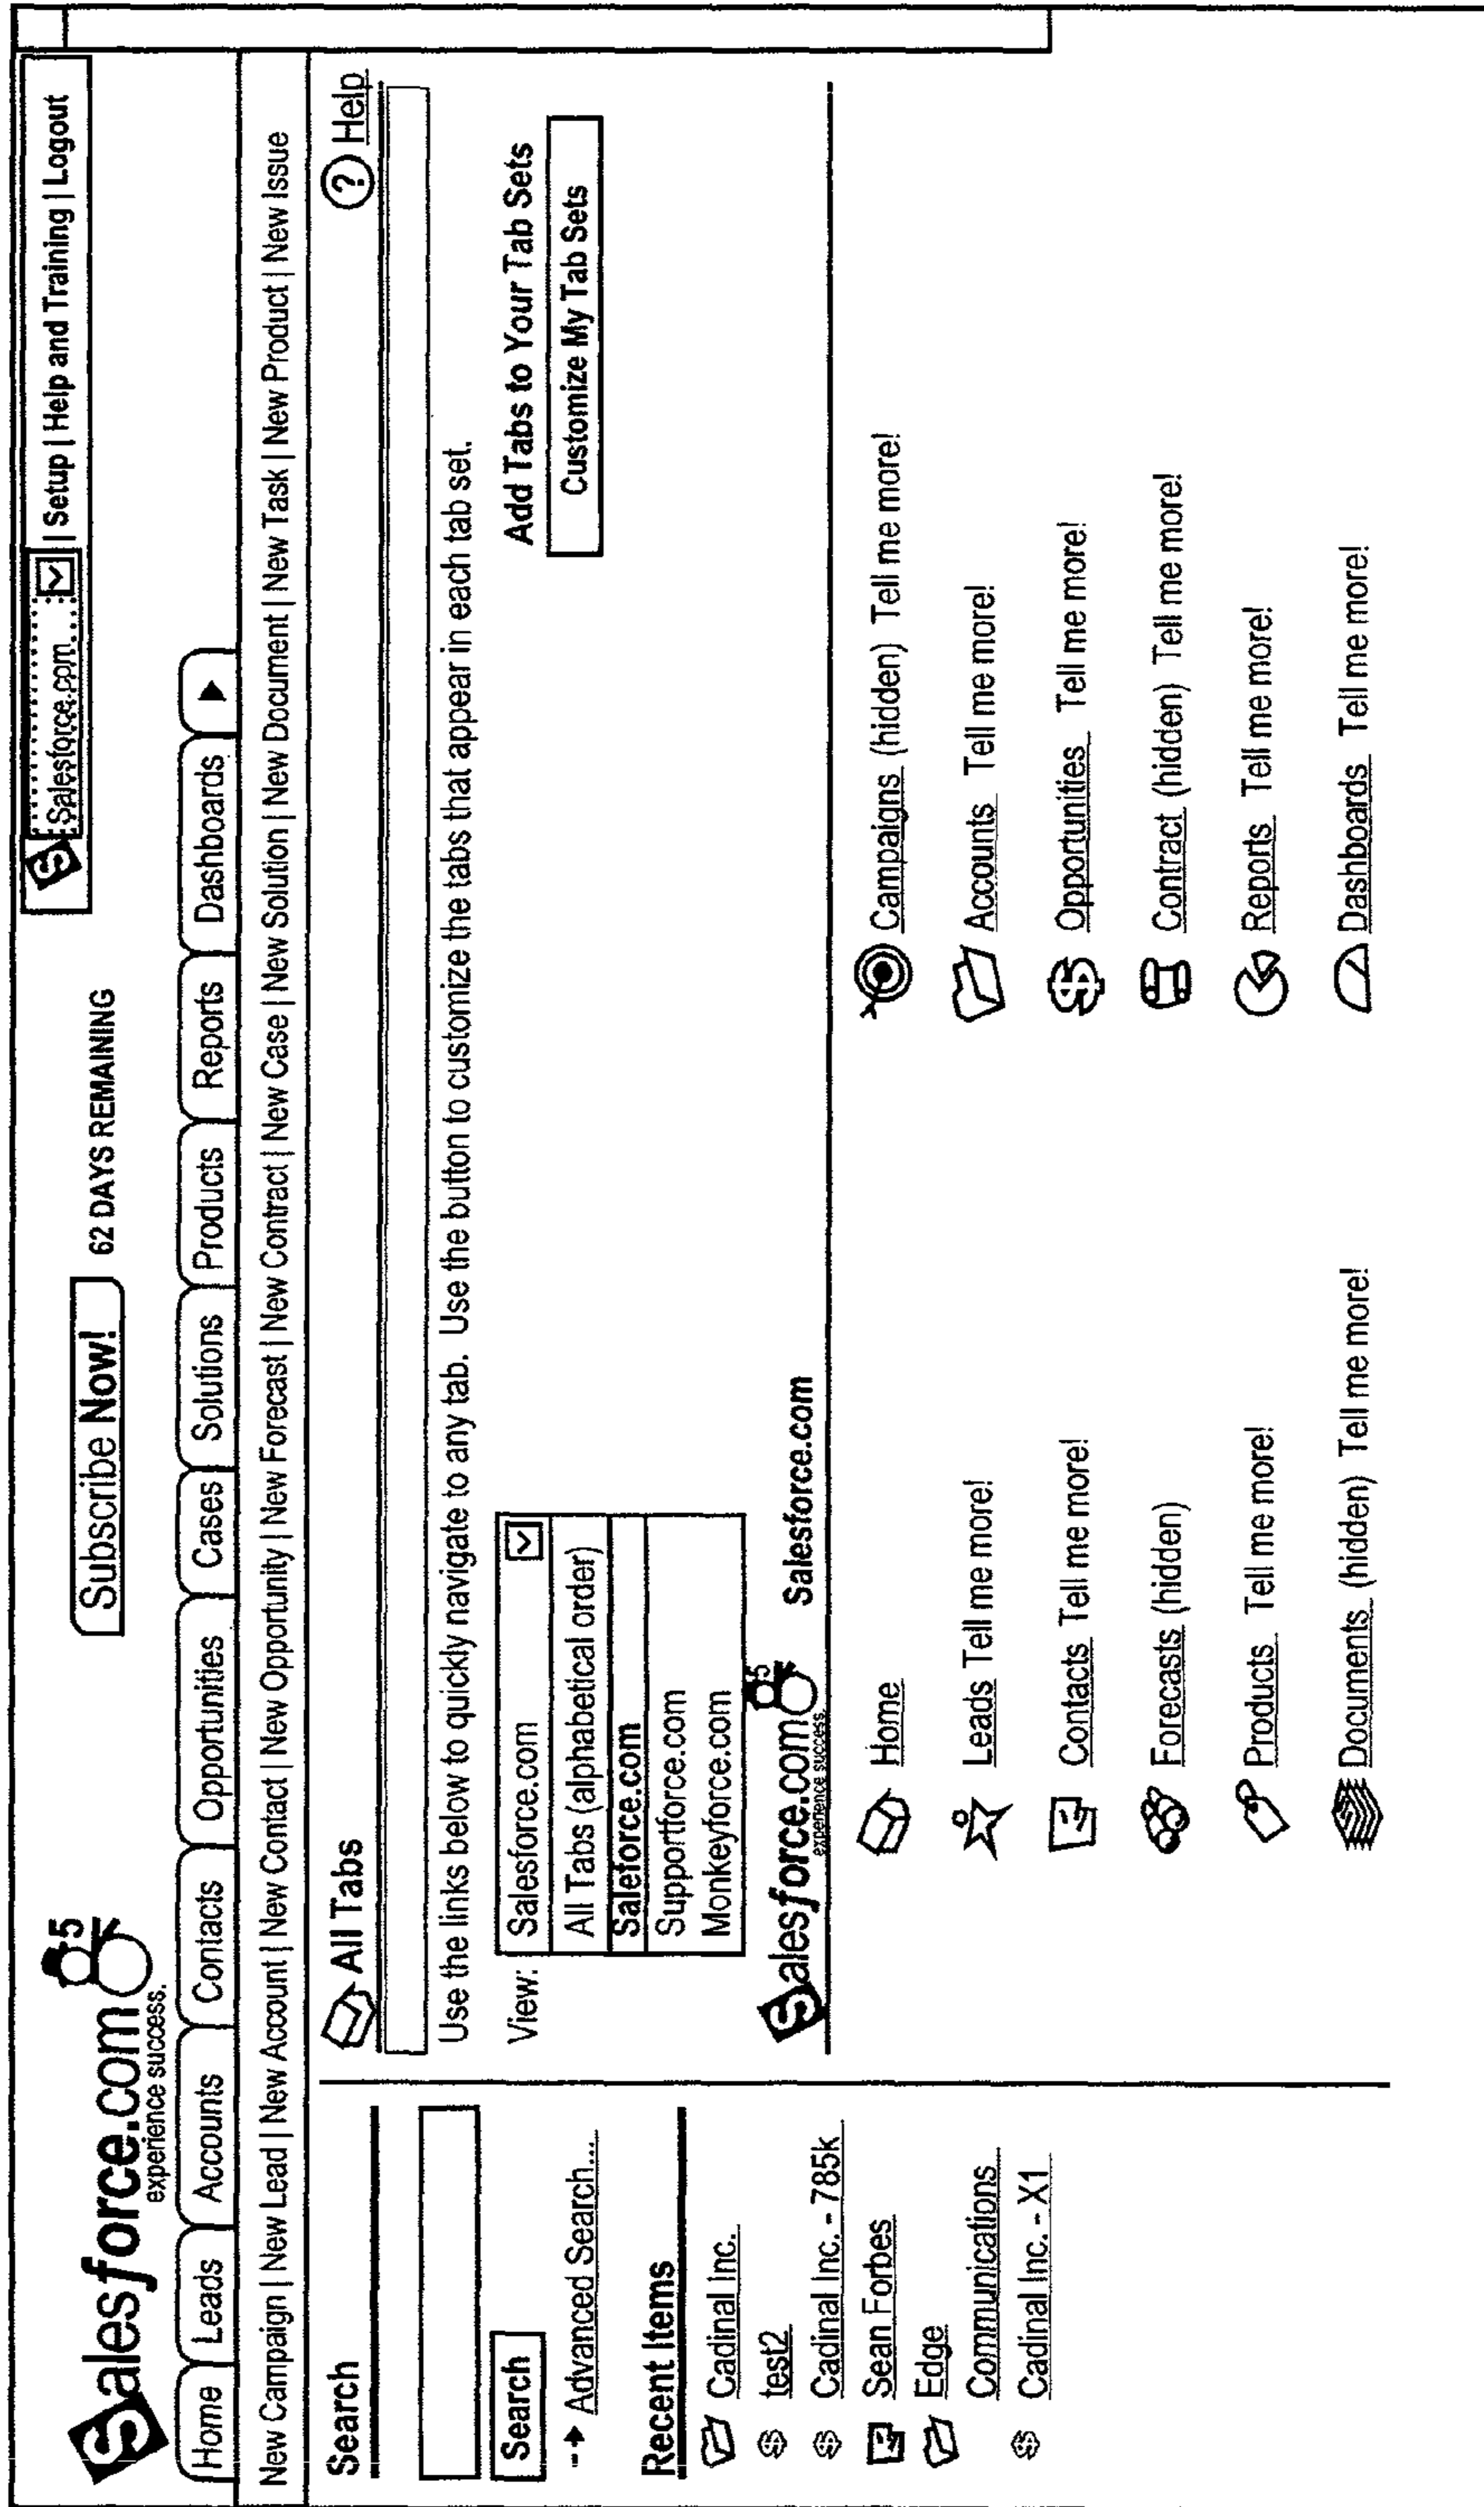 Salesforce.com | Setup | Help and Training | Logout
Salesforce.com
experience success.
5
Subscribe Now!
62 DAYS REMAINING
Home Leads Accounts Contacts Opportunities Cases Solutions Products Reports Dashboards
New Campaign | New Lead | New Account | New Contact | New Opportunity | New Forecast | New Contract | New Case | New Solution | New Document | New Task | New Product | New Issue
Search
Search
Advanced Search...
Recent Items
Cadinal Inc.
test2
Cadinal Inc. - 785k
Sean Forbes
Edge
Communications
Cadinal Inc. - X1
All Tabs
? Help
Use the links below to quickly navigate to any tab. Use the button to customize the tabs that appear in each tab set.
View: Salesforce.com
All Tabs (alphabetical order)
Saleforce.com
Supportforce.com
Monkeyforce.com
Add Tabs to Your Tab Sets
Customize My Tab Sets
Salesforce.com
experience success.
5
Salesforce.com
Home
Campaigns (hidden) Tell me more!
Leads Tell me more!
Accounts Tell me more!
Contacts Tell me more!
Opportunities Tell me more!
Forecasts (hidden)
Contract (hidden) Tell me more!
Products Tell me more!
Reports Tell me more!
Documents (hidden) Tell me more!
Dashboards Tell me more!